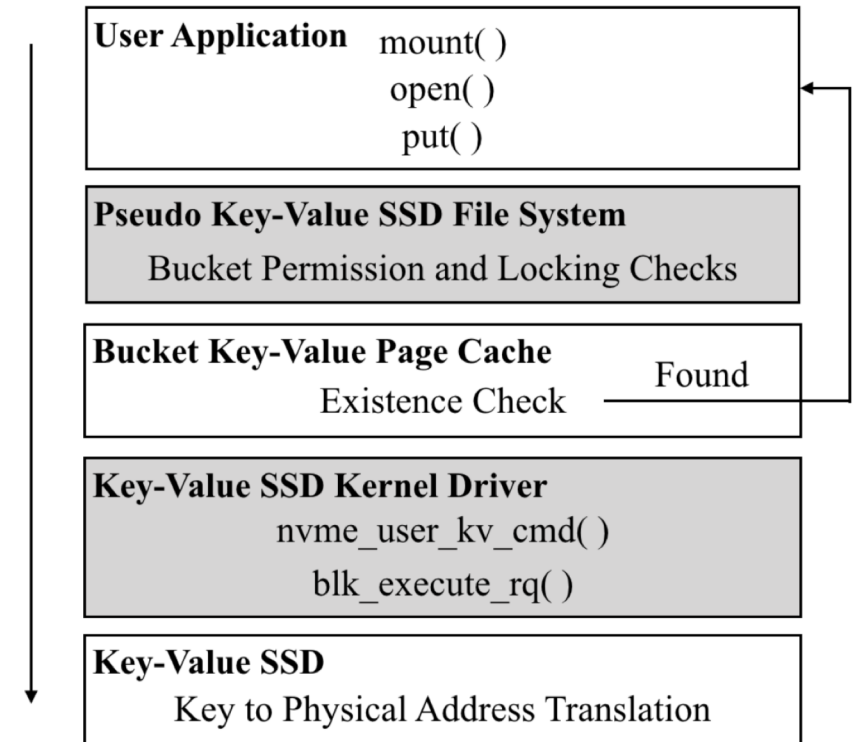 User Application mount( )
open( )
put( )
Pseudo Key-Value SSD File System
Bucket Permission and Locking Checks
Bucket Key-Value Page Cache
Found
Existence Check
Key-Value SSD Kernel Driver
nvme_user_kv_cmd( )
blk_execute_rq( )
Key-Value SSD
Key to Physical Address Translation